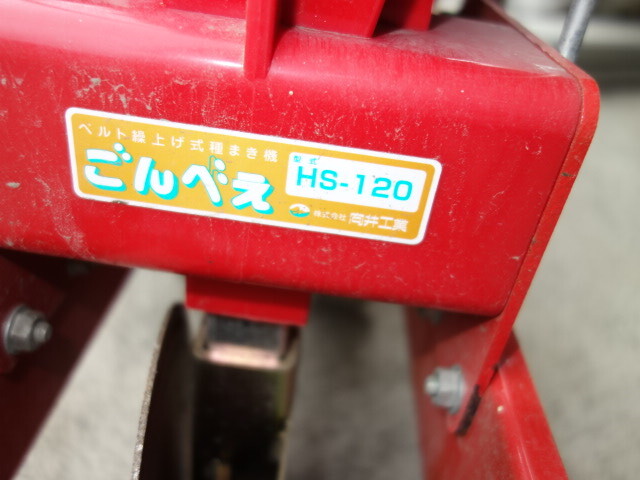 ベルト繰上げ式種まき機
ごんべえ
型式
HS-120
株式会社 向井工業